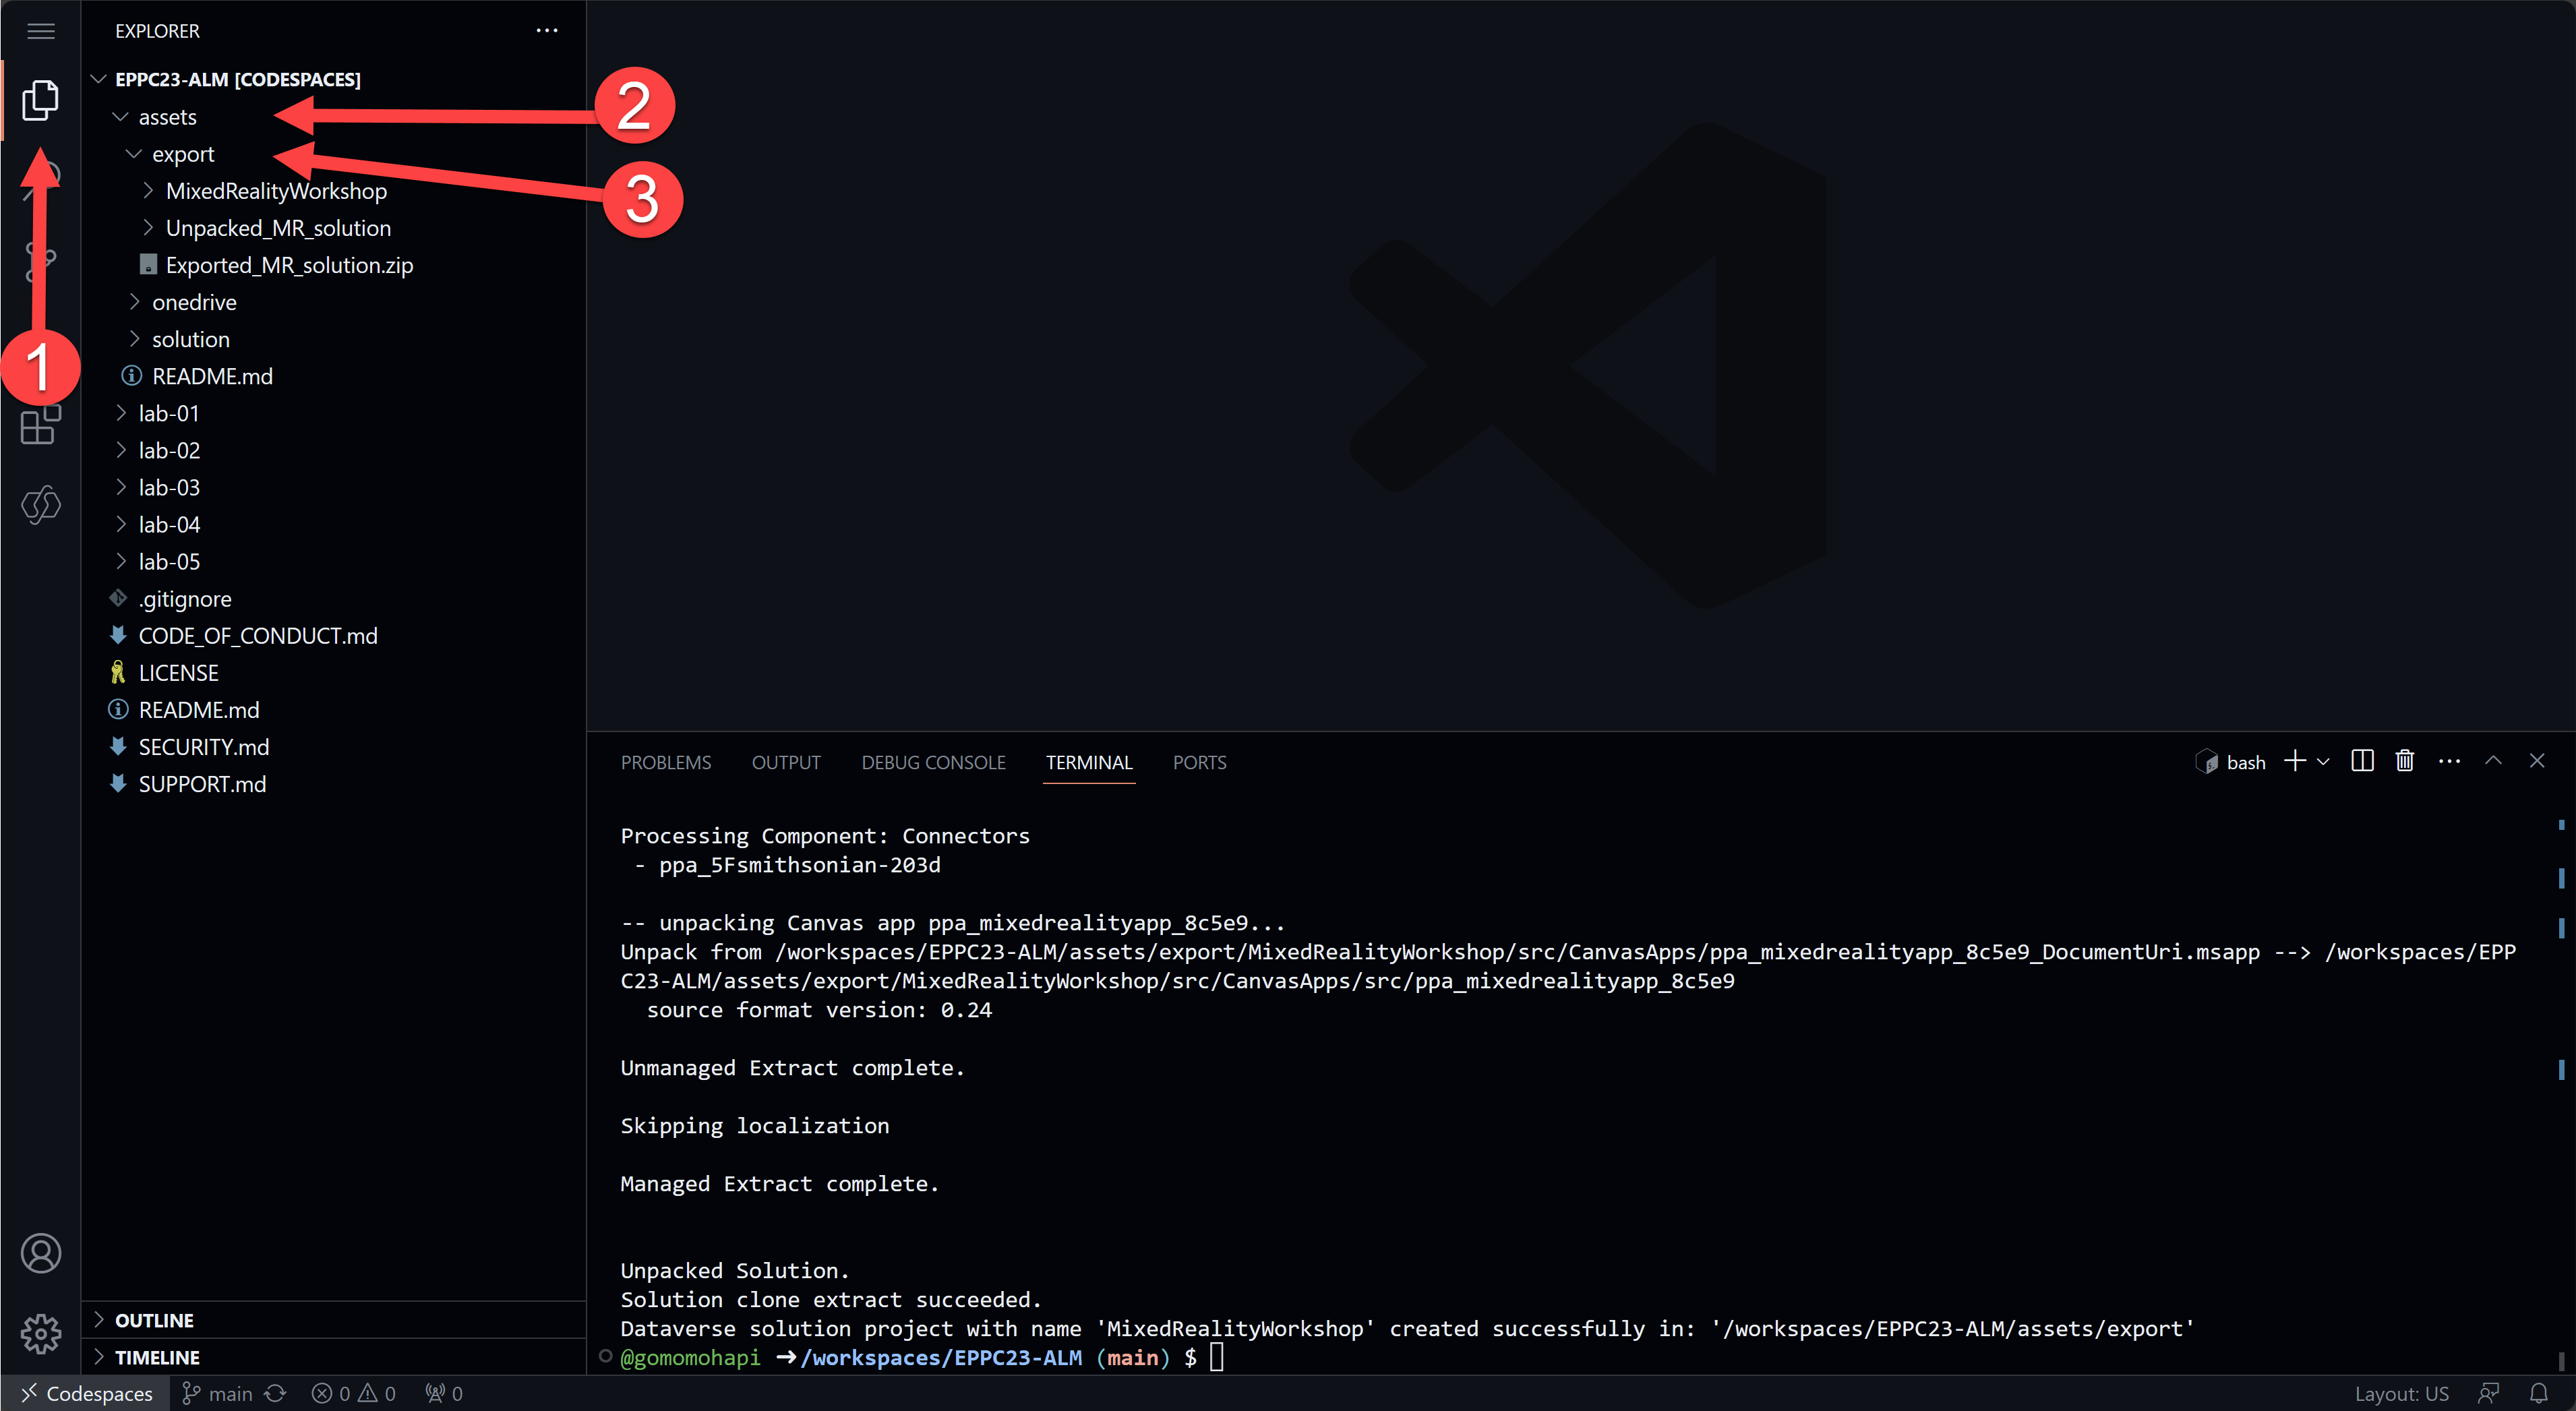 EXPLORER
EPPC23-ALM [CODESPACES]
assets
2
export
3
MixedRealityWorkshop
Unpacked_MR_solution
Exported_MR_solution.zip
onedrive
solution
1
README.md
lab-01
lab-02
lab-03
lab-04
lab-05
.gitignore
CODE_OF_CONDUCT.md
LICENSE
README.md
SECURITY.md
SUPPORT.md
OUTLINE
TIMELINE
PROBLEMS OUTPUT DEBUG CONSOLE TERMINAL PORTS
bash
Processing Component: Connectors
- ppa_5Fsmithsonian-203d
-- unpacking Canvas app ppa_mixedrealityapp_8c5e9...
Unpack from /workspaces/EPPC23-ALM/assets/export/MixedRealityWorkshop/src/CanvasApps/ppa_mixedrealityapp_8c5e9_DocumentUri.msapp --> /workspaces/EPP
C23-ALM/assets/export/MixedRealityWorkshop/src/CanvasApps/src/ppa_mixedrealityapp_8c5e9
source format version: 0.24
Unmanaged Extract complete.
Skipping localization
Managed Extract complete.
Unpacked Solution.
Solution clone extract succeeded.
Dataverse solution project with name 'MixedRealityWorkshop' created successfully in: '/workspaces/EPPC23-ALM/assets/export'
@gomomohapi ➜/workspaces/EPPC23-ALM (main) $
Codespaces main 0 0 0
Layout: US